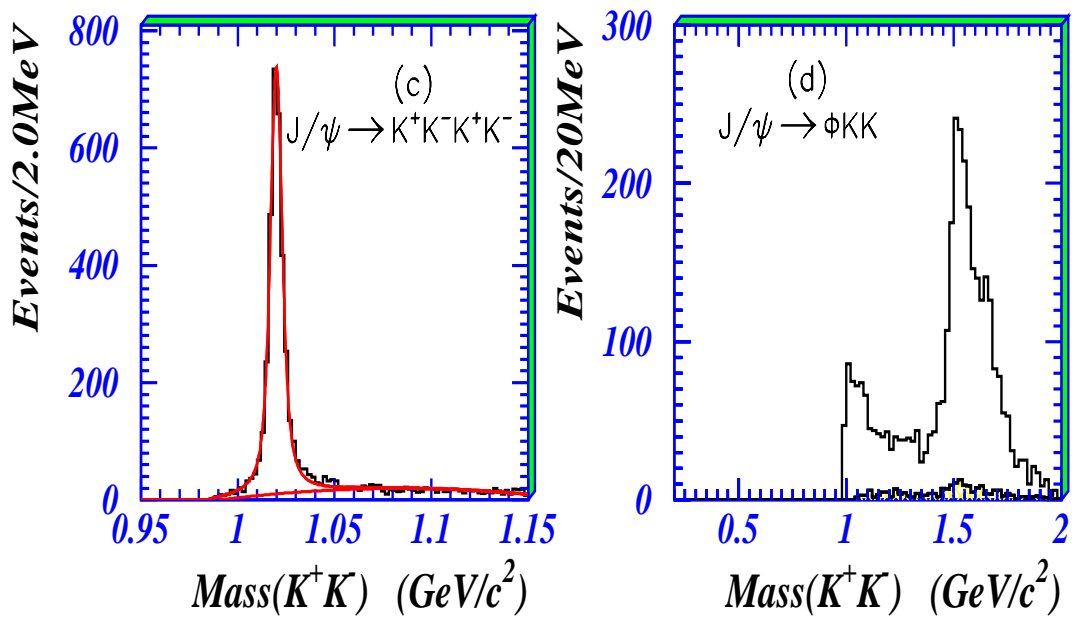 Events/2.0MeV
800
600
400
200
0
(c)
J/ψ → K⁺K⁻K⁺K⁻
0.95 1 1.05 1.1 1.15
Mass(K⁺K⁻) (GeV/c²)
Events/20MeV
300
200
100
0
(d)
J/ψ → ΦKK
0.5 1 1.5 2
Mass(K⁺K⁻) (GeV/c²)